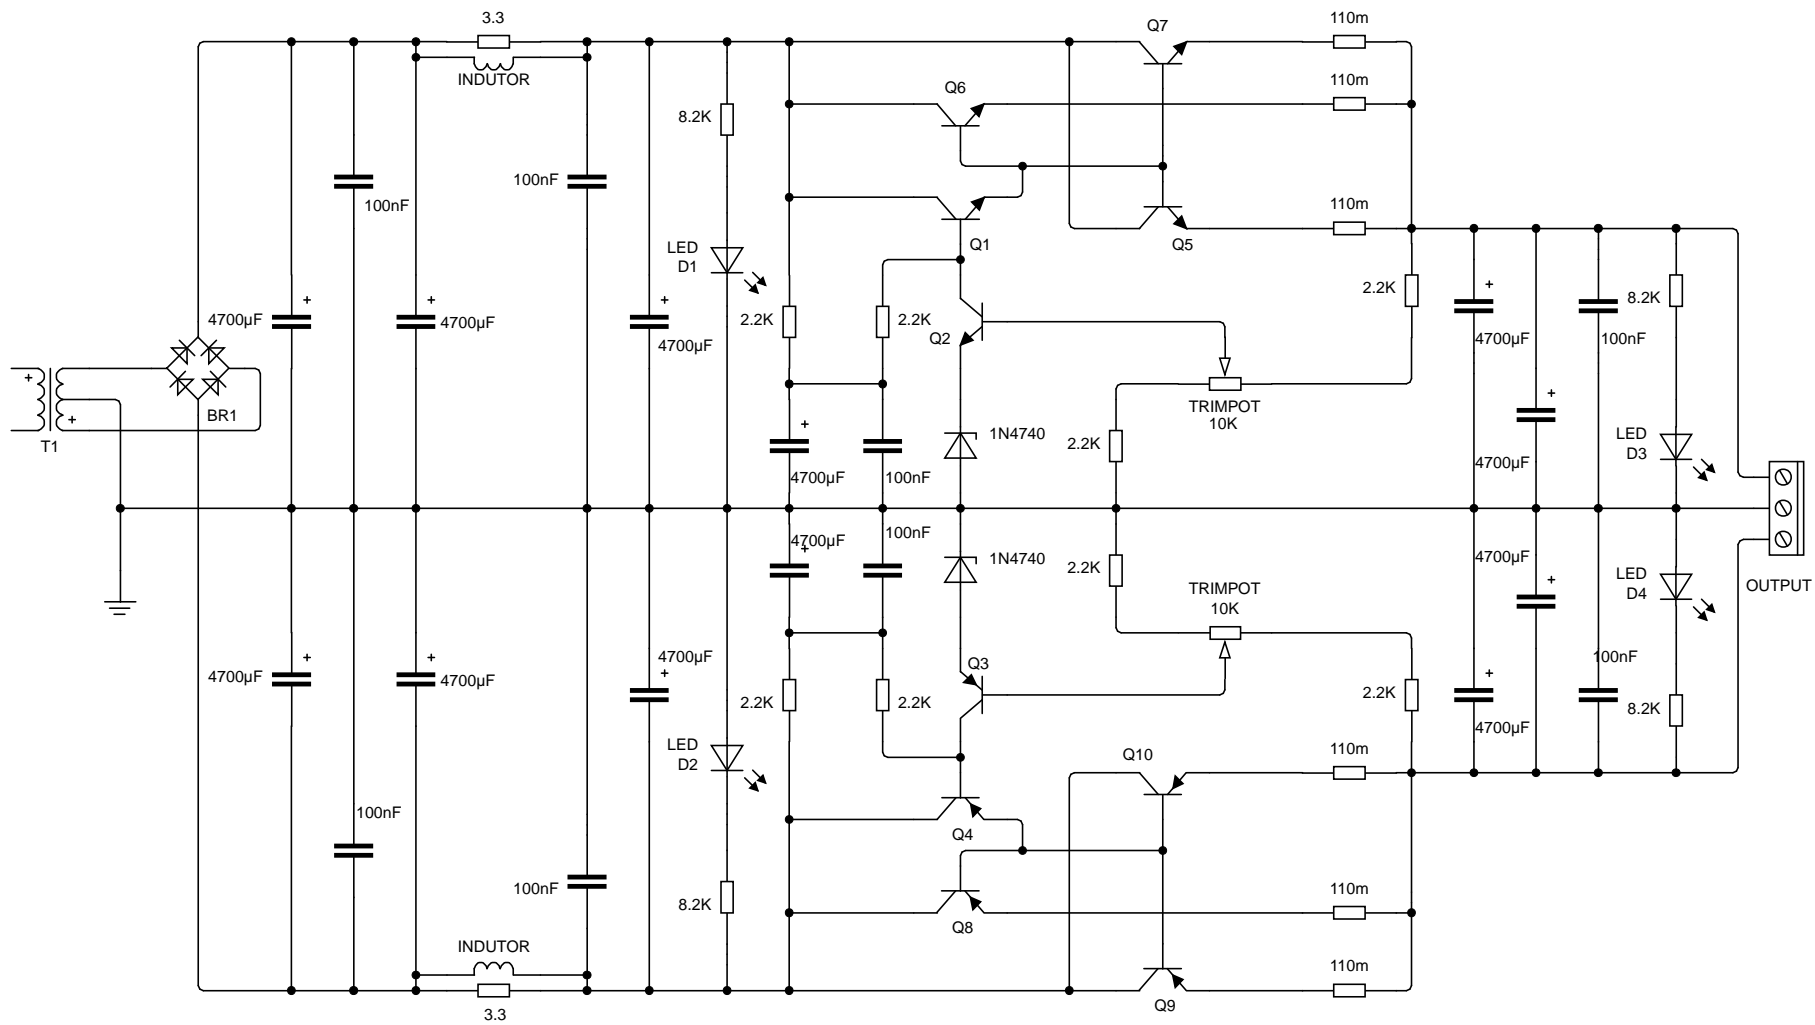 3.3
INDUTOR
Q7
110m
110m
Q6
8.2K
100nF
100nF
110m
Q1
Q5
LED
D1
2.2K
8.2K
+
+
+
+
4700µF
4700µF
4700µF
2.2K
2.2K
Q2
4700µF
100nF
+
+
T1
BR1
TRIMPOT
10K
+
+
1N4740
2.2K
LED
D3
4700µF
100nF
4700µF
4700µF
+
100nF
1N4740
2.2K
4700µF
+
LED
D4
TRIMPOT
10K
OUTPUT
+
+
4700µF
+
Q3
100nF
+
4700µF
4700µF
2.2K
2.2K
2.2K
8.2K
4700µF
LED
D2
Q10
110m
100nF
Q4
100nF
8.2K
110m
Q8
INDUTOR
110m
Q9
3.3